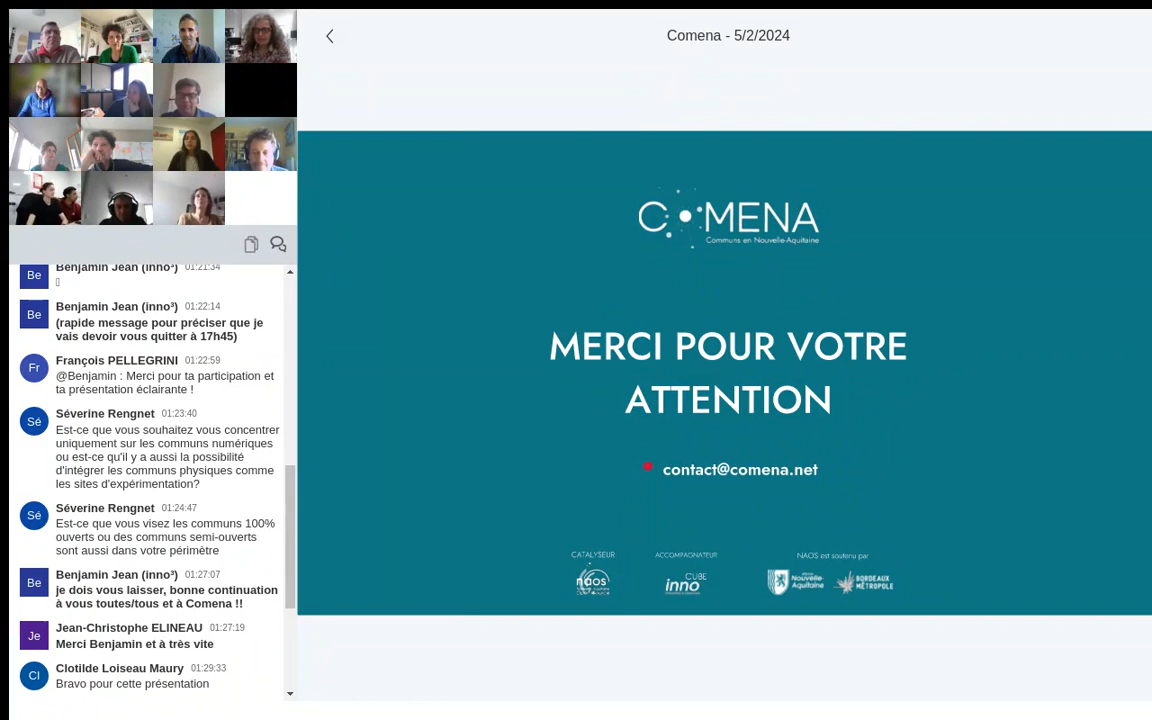 Comena - 5/2/2024
Benjamin Jean (inno³) 01:21:34
Be
Benjamin Jean (inno³) 01:22:14
Be
(rapide message pour préciser que je
vais devoir vous quitter à 17h45)
François PELLEGRINI 01:22:59
Fr
@Benjamin : Merci pour ta participation et
ta présentation éclairante !
Séverine Rengnet 01:23:40
Sé
Est-ce que vous souhaitez vous concentrer
uniquement sur les communs numériques
ou est-ce qu'il y a aussi la possibilité
d'intégrer les communs physiques comme
les sites d'expérimentation?
Séverine Rengnet 01:24:47
Sé
Est-ce que vous visez les communs 100%
ouverts ou des communs semi-ouverts
sont aussi dans votre périmètre
Benjamin Jean (inno³) 01:27:07
Be
je dois vous laisser, bonne continuation
à vous toutes/tous et à Comena !!
Jean-Christophe ELINEAU 01:27:19
Je
Merci Benjamin et à très vite
Clotilde Loiseau Maury 01:29:33
Cl
Bravo pour cette présentation
COMENA
Communs en Nouvelle-Aquitaine
MERCI POUR VOTRE
ATTENTION
contact@comena.net
CATALYSEUR
naos
ACCOMPAGNATEUR
inno CUBE
NAOS est soutenu par
Nouvelle-
Aquitaine
BORDEAUX
MÉTROPOLE